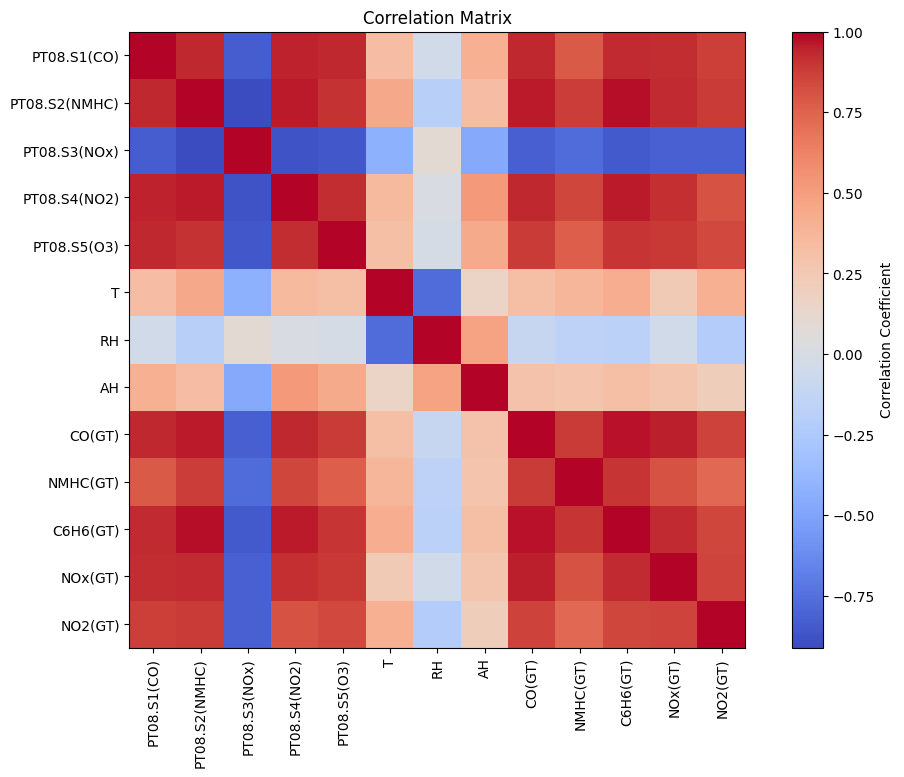 Correlation Matrix
PT08.S1(CO)
PT08.S2(NMHC)
PT08.S3(NOx)
PT08.S4(NO2)
PT08.S5(O3)
T
RH
AH
CO(GT)
NMHC(GT)
C6H6(GT)
NOx(GT)
NO2(GT)
PT08.S1(CO)
PT08.S2(NMHC)
PT08.S3(NOx)
PT08.S4(NO2)
PT08.S5(O3)
T
RH
AH
CO(GT)
NMHC(GT)
C6H6(GT)
NOx(GT)
NO2(GT)
1.00
0.75
0.50
0.25
0.00
−0.25
−0.50
−0.75
Correlation Coefficient